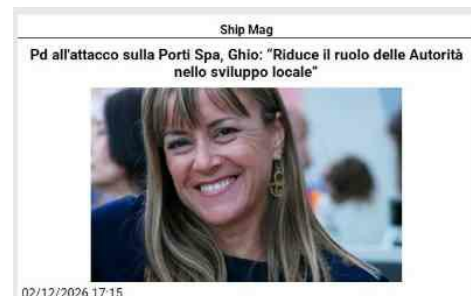 Ship Mag
Pd all'attacco sulla Porti Spa, Ghio: “Riduce il ruolo delle Autorità
nello sviluppo locale”
02/12/2026 17:15